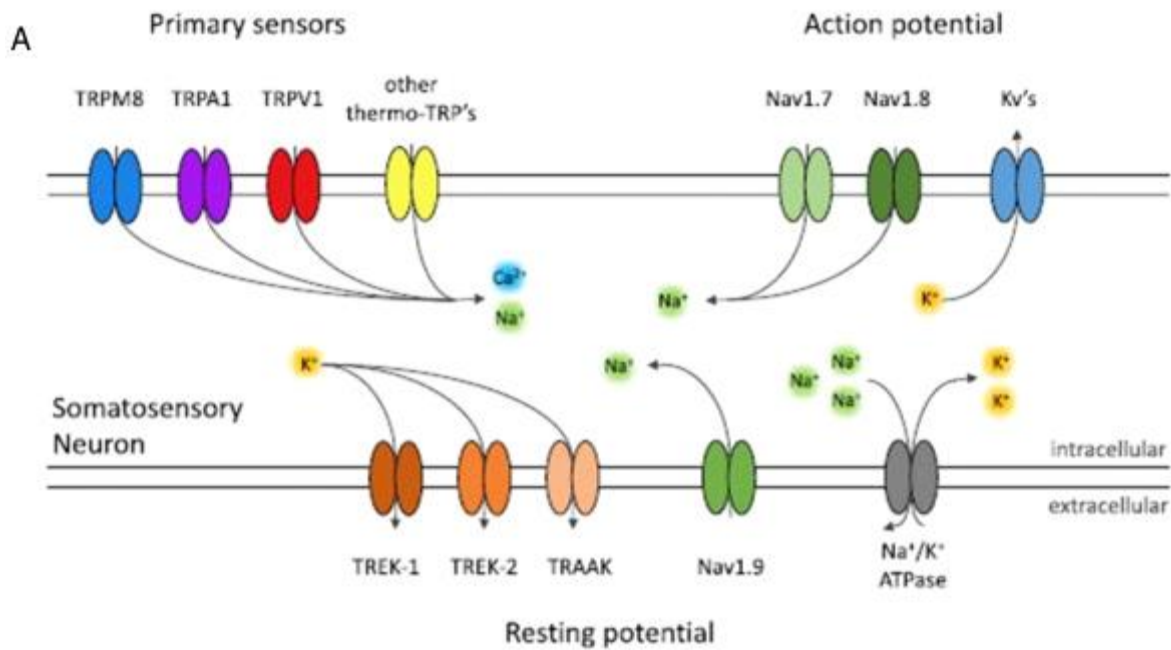 A
Primary sensors
Action potential
TRPM8 TRPA1 TRPV1 other
thermo-TRP's
Nav1.7 Nav1.8 Kv's
Ca²⁺
Na⁺
Na⁺
K⁺
K⁺
Na⁺
Na⁺
Na⁺
Na⁺
K⁺
K⁺
Somatosensory
Neuron
intracellular
extracellular
TREK-1 TREK-2 TRAAK Nav1.9
Na⁺/K⁺
ATPase
Resting potential